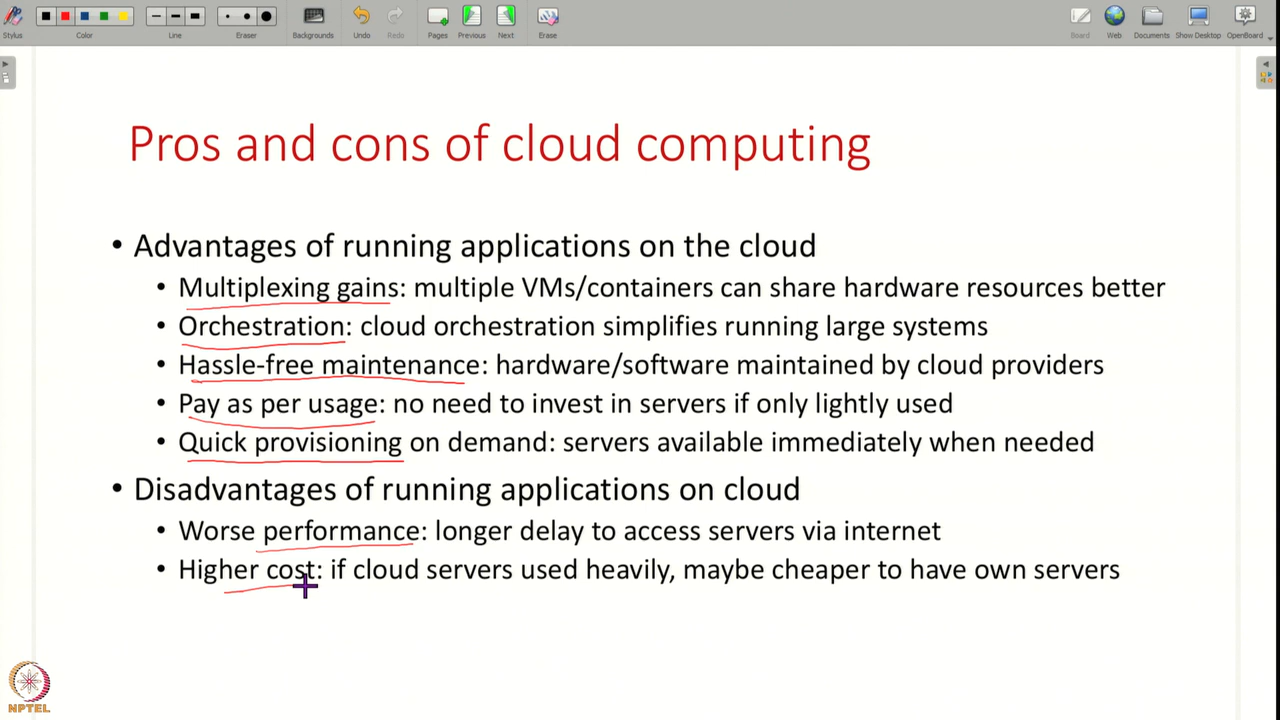 Stylus
Color
Line
Eraser
Backgrounds
Undo
Redo
Pages
Previous
Next
Erase
Board
Web
Documents
Show Desktop
OpenBoard
Pros and cons of cloud computing
• Advantages of running applications on the cloud
• Multiplexing gains: multiple VMs/containers can share hardware resources better
• Orchestration: cloud orchestration simplifies running large systems
• Hassle-free maintenance: hardware/software maintained by cloud providers
• Pay as per usage: no need to invest in servers if only lightly used
• Quick provisioning on demand: servers available immediately when needed
• Disadvantages of running applications on cloud
• Worse performance: longer delay to access servers via internet
• Higher cost: if cloud servers used heavily, maybe cheaper to have own servers
NPTEL